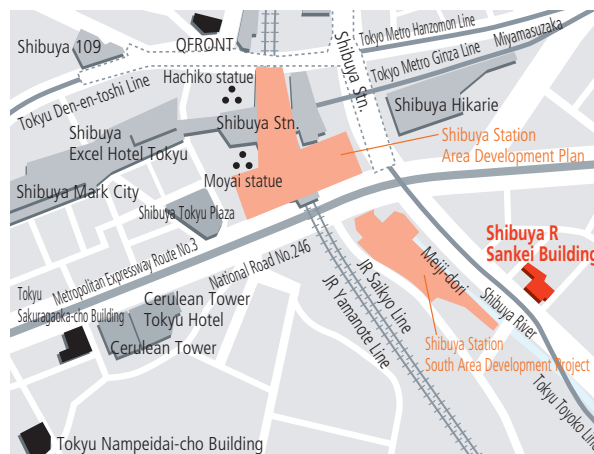 Shibuya 109
QFRONT
Hachiko statue
Tokyu Den-en-toshi Line
Shibuya Stn.
Tokyo Metro Hanzomon Line
Tokyo Metro Ginza Line
Miyamasuzaka
Shibuya Hikarie
Shibuya Stn.
Shibuya
Excel Hotel Tokyu
Shibuya Station
Area Development Plan
Moyai statue
Shibuya Mark City
Shibuya Tokyu Plaza
Shibuya R
Sankei Building
Metropolitan Expressway Route No.3
National Road No.246
Meiji-dori
JR Saikyo Line
JR Yamanote Line
Shibuya River
Tokyu
Sakuragaoka-cho Building
Cerulean Tower
Tokyu Hotel
Cerulean Tower
Shibuya Station
South Area Development Project
Tokyu Toyoko Line
Tokyu Nampeidai-cho Building